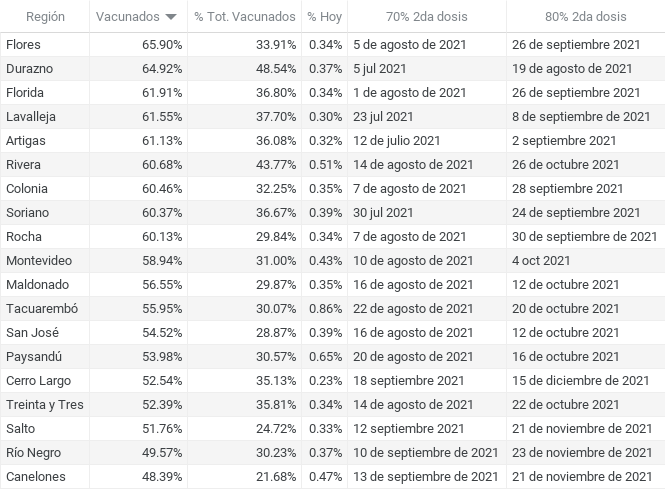 Región Vacunados % Tot. Vacunados % Hoy 70% 2da dosis 80% 2da dosis
Flores 65.90% 33.91% 0.34% 5 de agosto de 2021 26 de septiembre 2021
Durazno 64.92% 48.54% 0.37% 5 jul 2021 19 de agosto de 2021
Florida 61.91% 36.80% 0.34% 1 de agosto de 2021 26 de septiembre 2021
Lavalleja 61.55% 37.70% 0.30% 23 jul 2021 8 de septiembre de 2021
Artigas 61.13% 36.08% 0.32% 12 de julio 2021 2 septiembre 2021
Rivera 60.68% 43.77% 0.51% 14 de agosto de 2021 26 de octubre 2021
Colonia 60.46% 32.25% 0.35% 7 de agosto de 2021 28 septiembre 2021
Soriano 60.37% 36.67% 0.39% 30 jul 2021 24 de septiembre 2021
Rocha 60.13% 29.84% 0.34% 7 de agosto de 2021 30 de septiembre de 2021
Montevideo 58.94% 31.00% 0.43% 10 de agosto de 2021 4 oct 2021
Maldonado 56.55% 29.87% 0.35% 16 de agosto de 2021 12 de octubre 2021
Tacuarembó 55.95% 30.07% 0.86% 22 de agosto de 2021 20 de octubre 2021
San José 54.52% 28.87% 0.39% 16 de agosto de 2021 12 de octubre 2021
Paysandú 53.98% 30.57% 0.65% 20 de agosto de 2021 16 de octubre 2021
Cerro Largo 52.54% 35.13% 0.23% 18 septiembre 2021 15 de diciembre de 2021
Treinta y Tres 52.39% 35.81% 0.34% 14 de agosto de 2021 22 de octubre 2021
Salto 51.76% 24.72% 0.33% 12 septiembre 2021 21 de noviembre de 2021
Río Negro 49.57% 30.23% 0.37% 10 de septiembre de 2021 23 de noviembre 2021
Canelones 48.39% 21.68% 0.47% 13 de septiembre de 2021 21 de noviembre de 2021